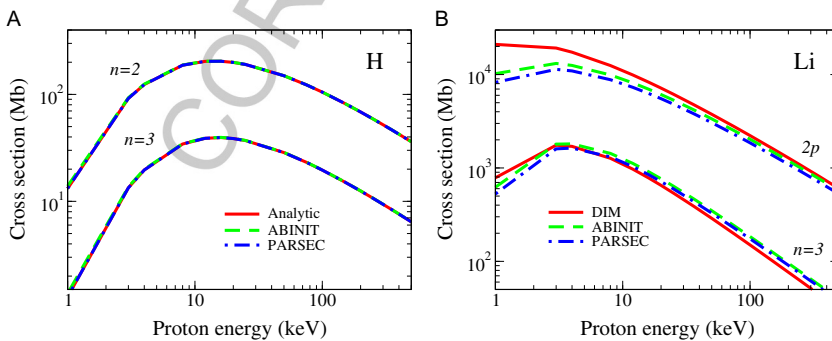 A
B
COR
H
Li
n=2
n=3
2p
n=3
Analytic
ABINIT
PARSEC
DIM
ABINIT
PARSEC
Cross section (Mb)
10^2
10^1
Cross section (Mb)
10^4
10^3
10^2
1 10 100
1 10 100
Proton energy (keV)
Proton energy (keV)